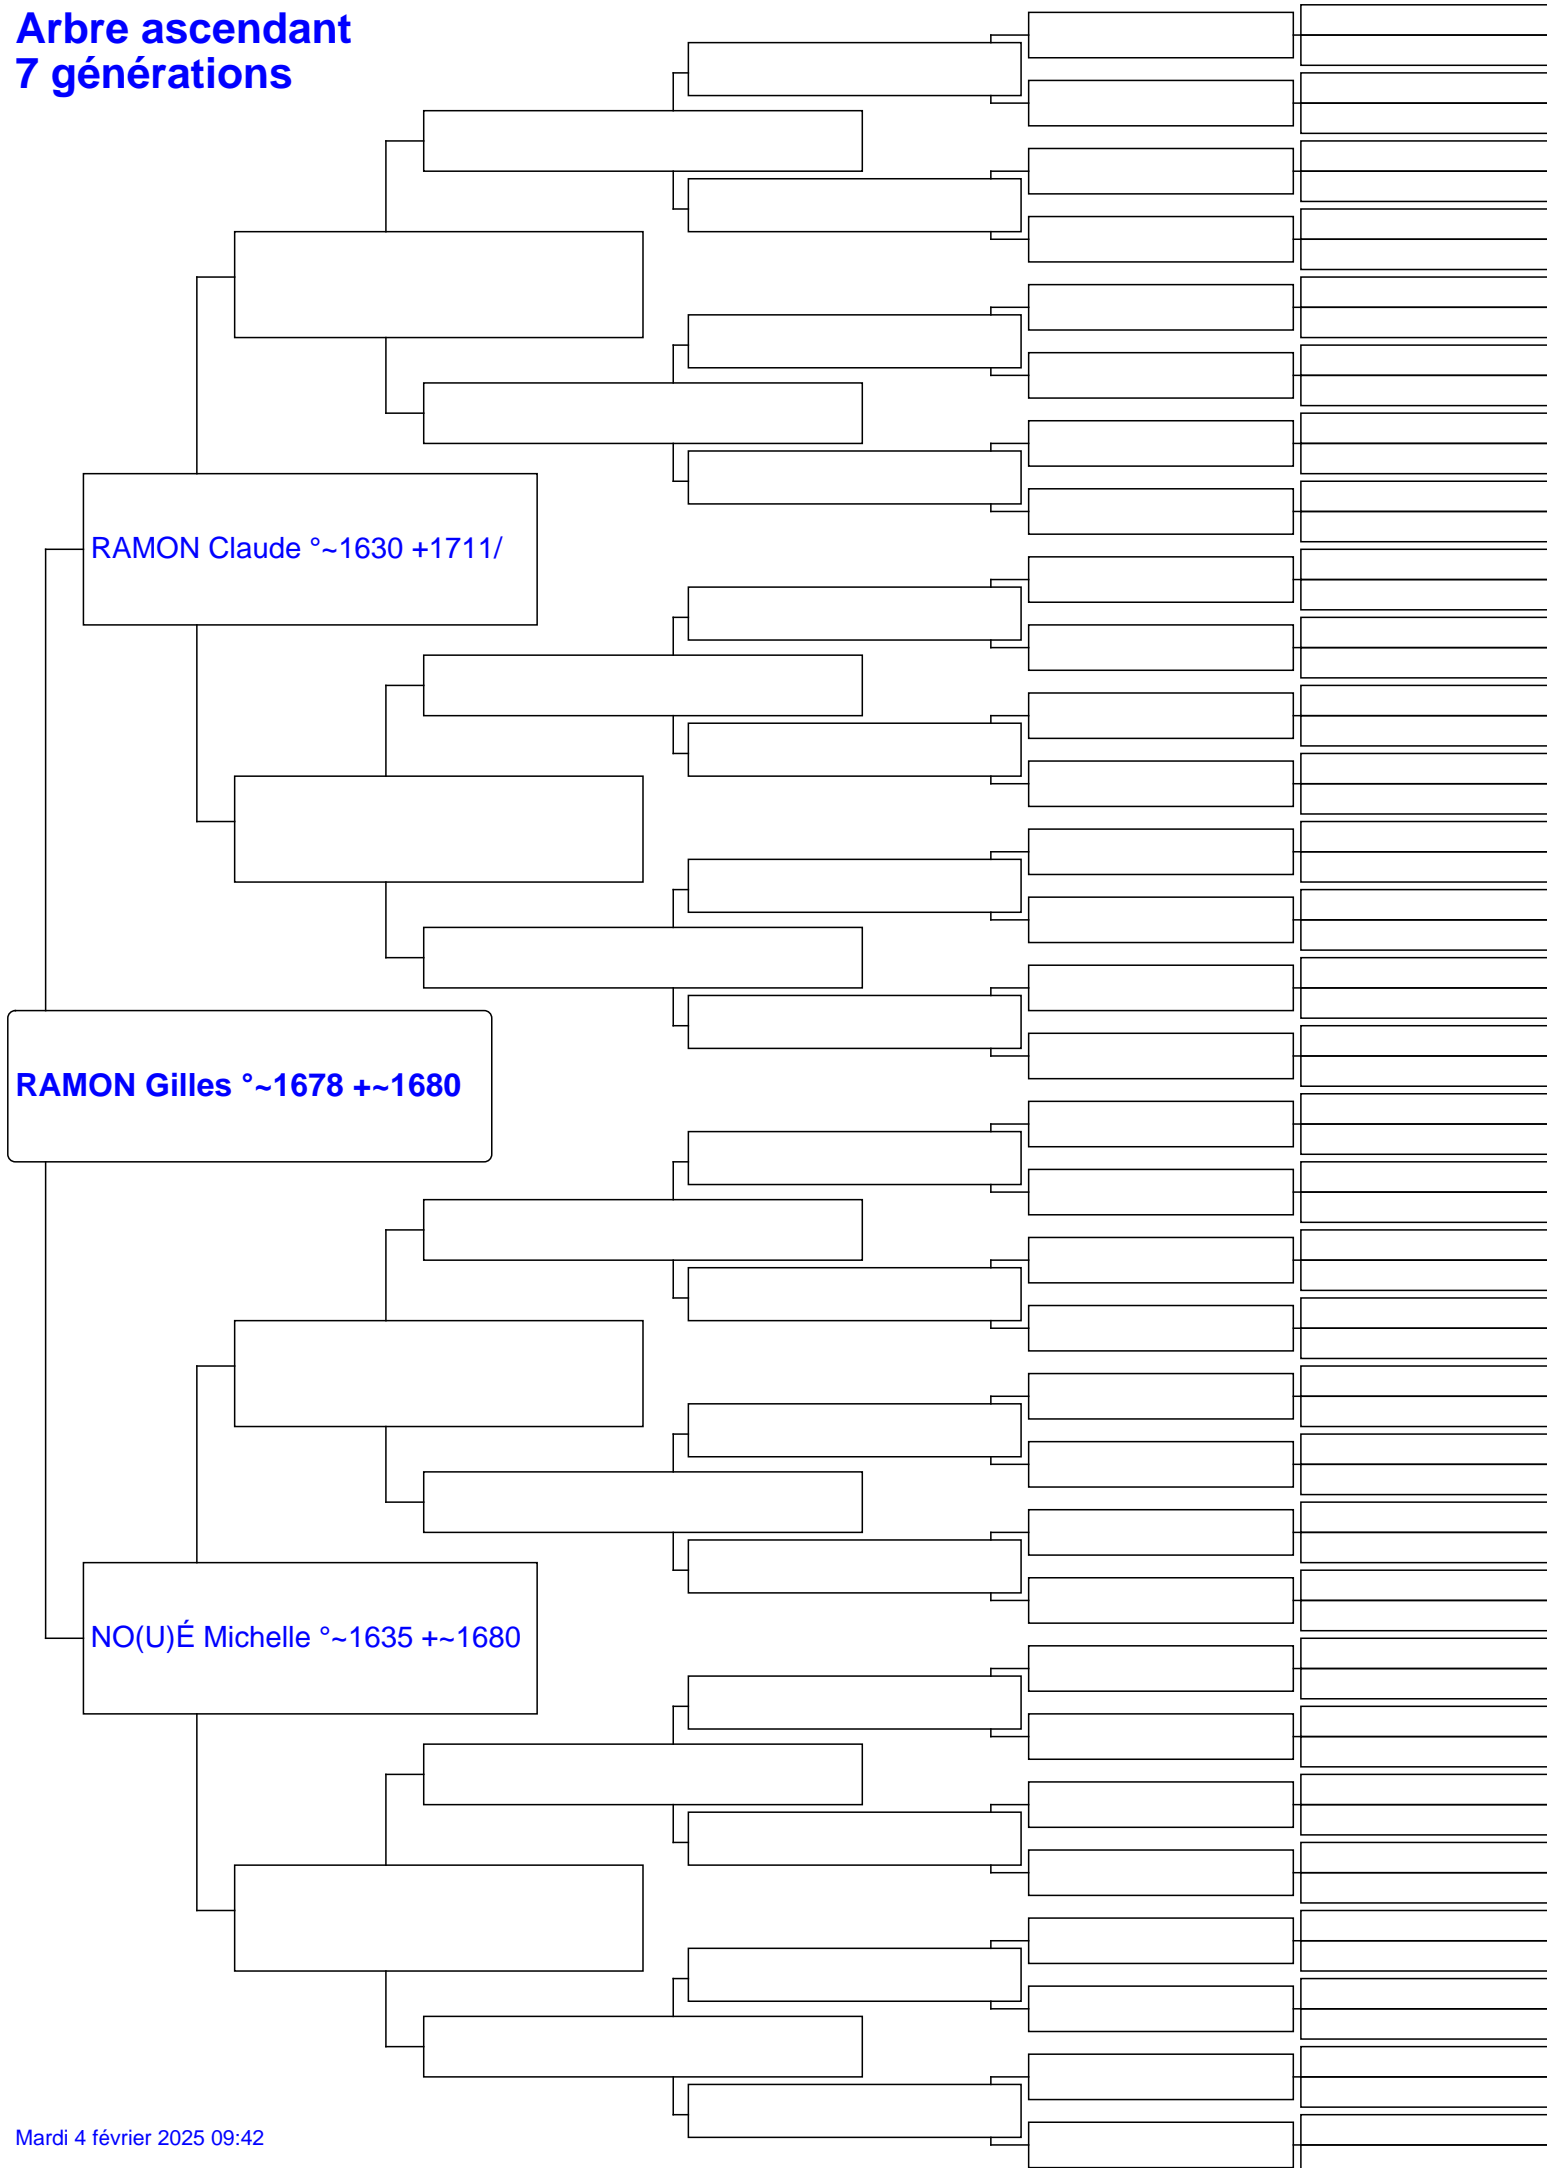 Arbre ascendant
7 générations
RAMON Claude °~1630 +1711/
RAMON Gilles °~1678 +~1680
NO(U)É Michelle °~1635 +~1680
Mardi 4 février 2025 09:42